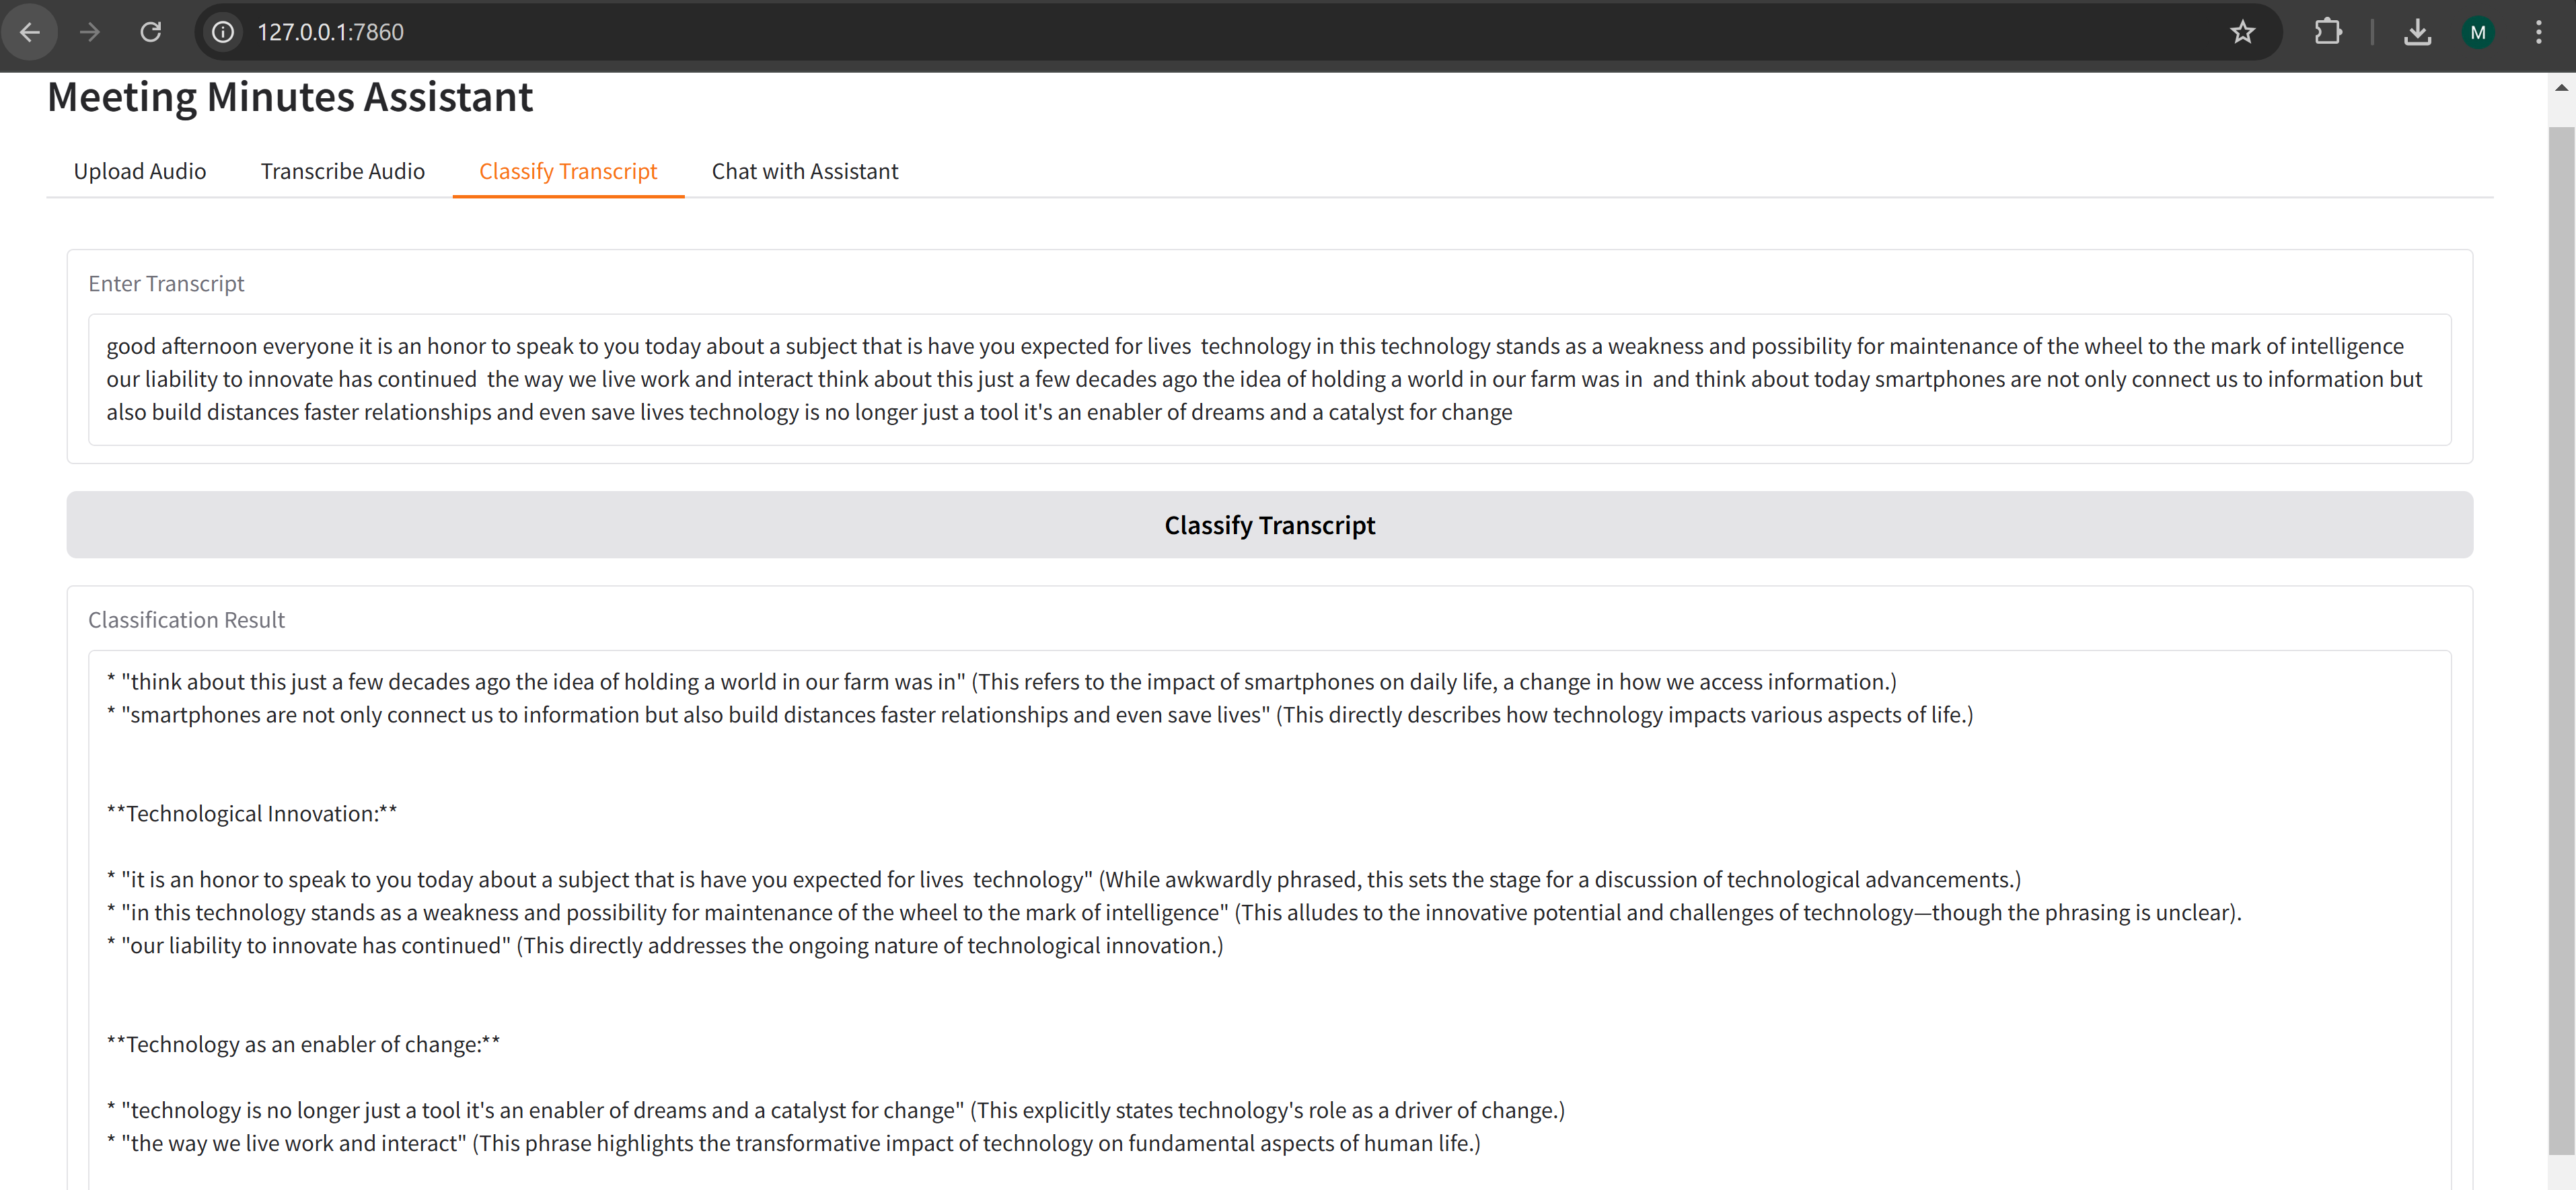 127.0.0.1:7860
M
Meeting Minutes Assistant
Upload Audio Transcribe Audio Classify Transcript Chat with Assistant
Enter Transcript
good afternoon everyone it is an honor to speak to you today about a subject that is have you expected for lives  technology in this technology stands as a weakness and possibility for maintenance of the wheel to the mark of intelligence
our liability to innovate has continued  the way we live work and interact think about this just a few decades ago the idea of holding a world in our farm was in  and think about today smartphones are not only connect us to information but
also build distances faster relationships and even save lives technology is no longer just a tool it's an enabler of dreams and a catalyst for change
Classify Transcript
Classification Result
* "think about this just a few decades ago the idea of holding a world in our farm was in" (This refers to the impact of smartphones on daily life, a change in how we access information.)
* "smartphones are not only connect us to information but also build distances faster relationships and even save lives" (This directly describes how technology impacts various aspects of life.)
**Technological Innovation:**
* "it is an honor to speak to you today about a subject that is have you expected for lives  technology" (While awkwardly phrased, this sets the stage for a discussion of technological advancements.)
* "in this technology stands as a weakness and possibility for maintenance of the wheel to the mark of intelligence" (This alludes to the innovative potential and challenges of technology—though the phrasing is unclear).
* "our liability to innovate has continued" (This directly addresses the ongoing nature of technological innovation.)
**Technology as an enabler of change:**
* "technology is no longer just a tool it's an enabler of dreams and a catalyst for change" (This explicitly states technology's role as a driver of change.)
* "the way we live work and interact" (This phrase highlights the transformative impact of technology on fundamental aspects of human life.)